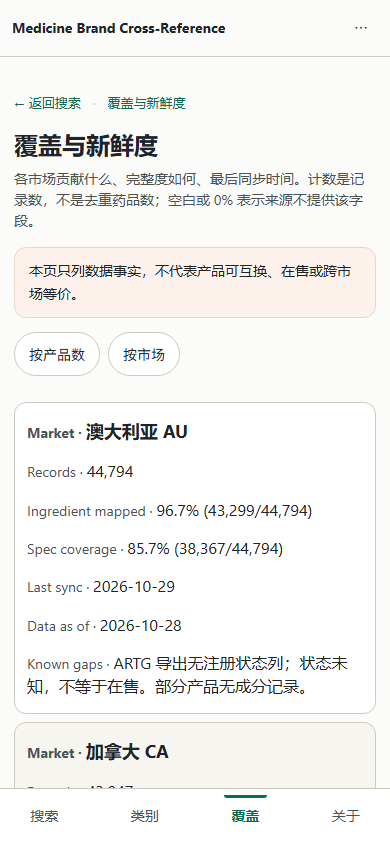 Medicine Brand Cross-Reference ···
← 返回搜索 · 覆盖与新鲜度
覆盖与新鲜度
各市场贡献什么、完整度如何、最后同步时间。计数是记
录数，不是去重药品数；空白或 0% 表示来源不提供该字
段。
本页只列数据事实，不代表产品可互换、在售或跨市
场等价。
按产品数 按市场
Market · 澳大利亚 AU
Records · 44,794
Ingredient mapped · 96.7% (43,299/44,794)
Spec coverage · 85.7% (38,367/44,794)
Last sync · 2026-10-29
Data as of · 2026-10-28
Known gaps · ARTG 导出无注册状态列；状态未
知，不等于在售。部分产品无成分记录。
Market · 加拿大 CA
搜索 类别 覆盖 关于